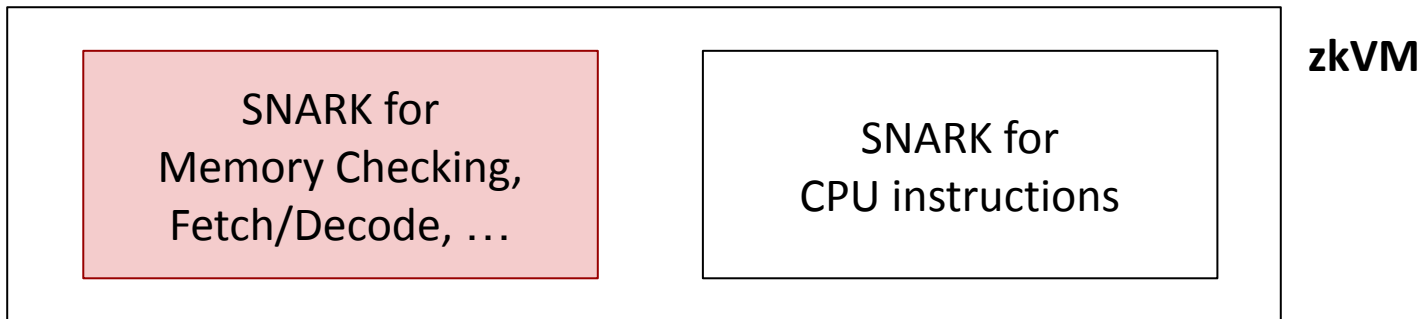 SNARK for
Memory Checking,
Fetch/Decode, …
SNARK for
CPU instructions
zkVM